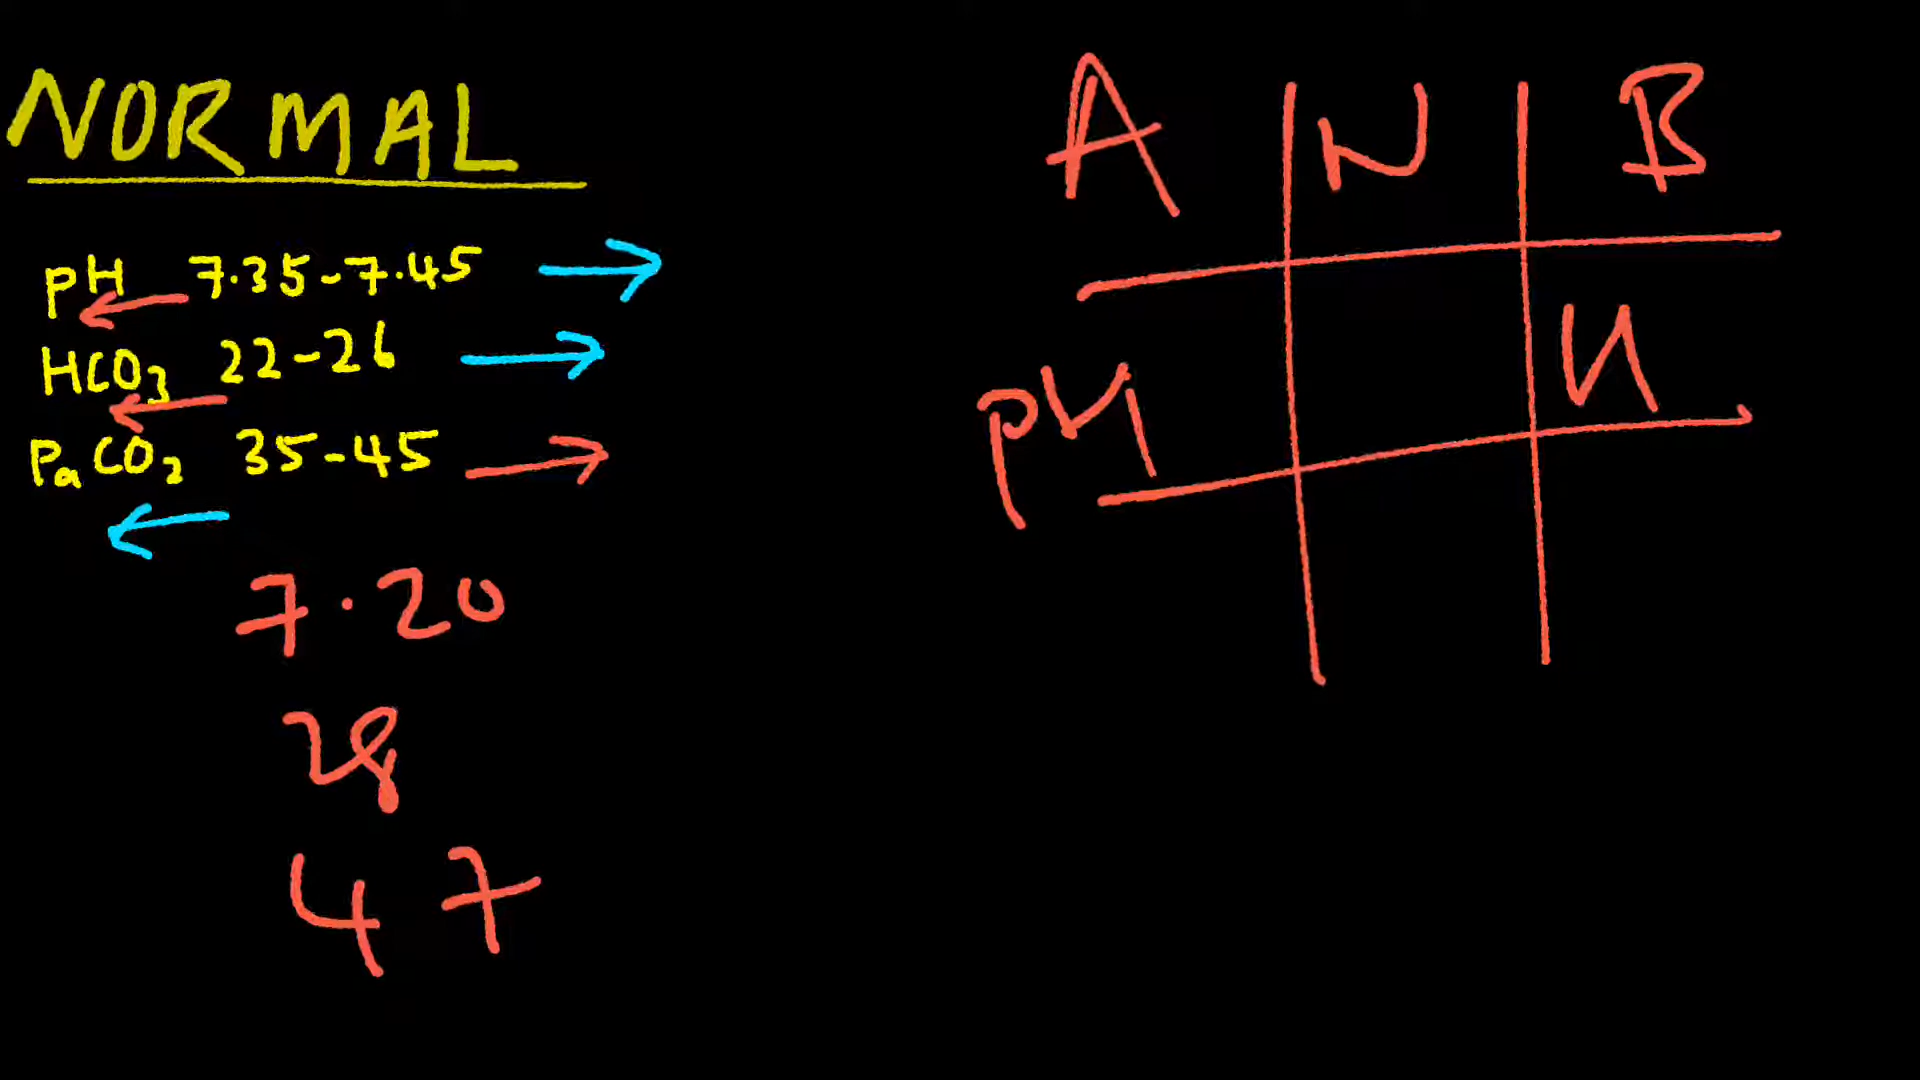 NORMAL
pH 7.35-7.45
HCO3 22-26
PaCO2 35-45
7.20
28
47
A N B
pH